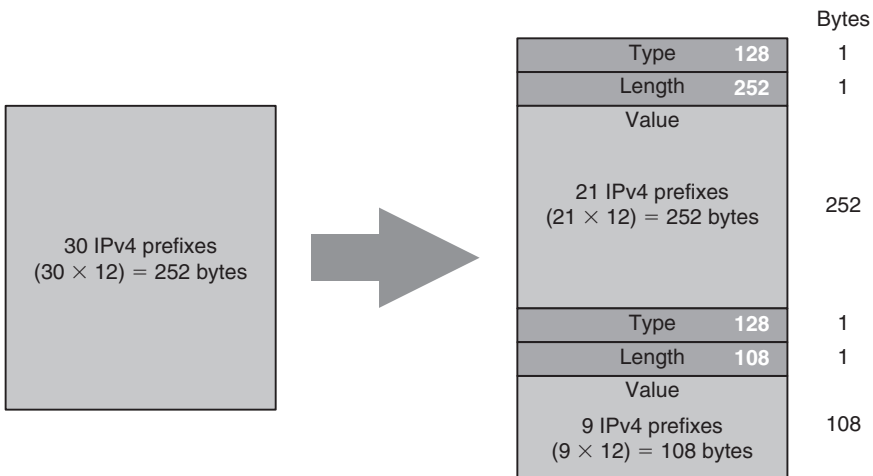 Bytes
Type 128 1
Length 252 1
Value
21 IPv4 prefixes
(21 × 12) = 252 bytes
252
30 IPv4 prefixes
(30 × 12) = 252 bytes
Type 128 1
Length 108 1
Value
9 IPv4 prefixes
(9 × 12) = 108 bytes
108